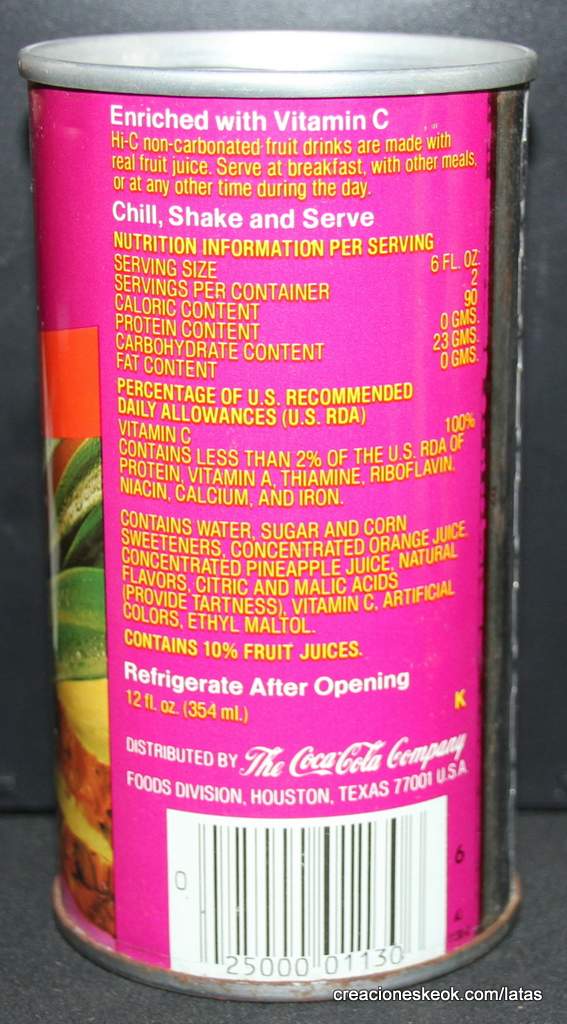 Enriched with Vitamin C
Hi-C non-carbonated fruit drinks are made with
real fruit juice. Serve at breakfast, with other meals,
or at any other time during the day.
Chill, Shake and Serve
NUTRITION INFORMATION PER SERVING
SERVING SIZE 6 FL. OZ.
SERVINGS PER CONTAINER 2
CALORIC CONTENT 90
PROTEIN CONTENT 0 GMS.
CARBOHYDRATE CONTENT 23 GMS.
FAT CONTENT 0 GMS.
PERCENTAGE OF U.S. RECOMMENDED
DAILY ALLOWANCES (U.S. RDA)
VITAMIN C 100%
CONTAINS LESS THAN 2% OF THE U.S. RDA OF
PROTEIN, VITAMIN A, THIAMINE, RIBOFLAVIN,
NIACIN, CALCIUM, AND IRON.
CONTAINS WATER, SUGAR AND CORN
SWEETENERS, CONCENTRATED ORANGE JUICE,
CONCENTRATED PINEAPPLE JUICE, NATURAL
FLAVORS, CITRIC AND MALIC ACIDS
(PROVIDE TARTNESS), VITAMIN C, ARTIFICIAL
COLORS, ETHYL MALTOL.
CONTAINS 10% FRUIT JUICES.
Refrigerate After Opening
12 fl. oz. (354 ml.) K
DISTRIBUTED BY The Coca-Cola Company
FOODS DIVISION, HOUSTON, TEXAS 77001 U.S.A.
6
0
25000 01130
creacioneskeok.com/latas